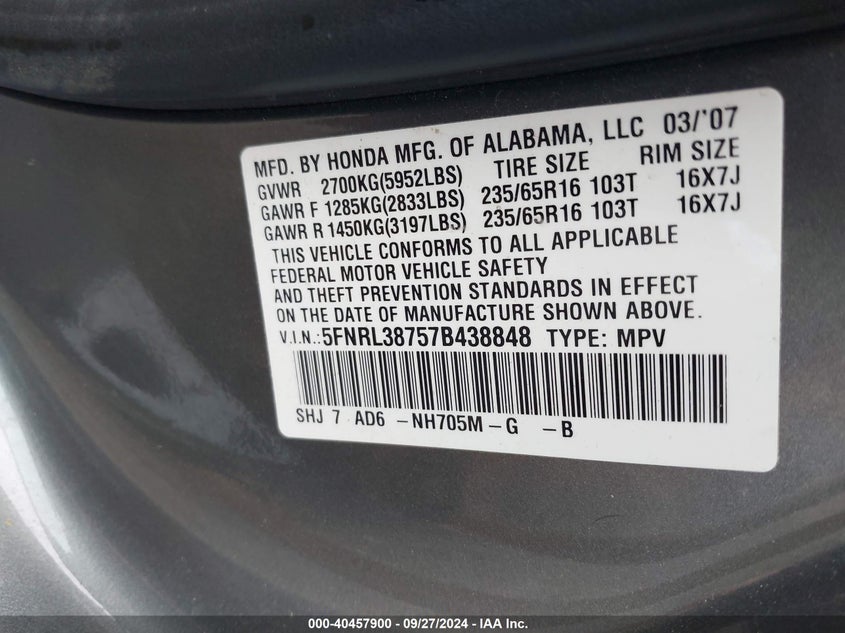 MFD. BY HONDA MFG. OF ALABAMA, LLC 03/'07
GVWR 2700KG(5952LBS) TIRE SIZE RIM SIZE
GAWR F 1285KG(2833LBS) 235/65R16 103T 16X7J
GAWR R 1450KG(3197LBS) 235/65R16 103T 16X7J
THIS VEHICLE CONFORMS TO ALL APPLICABLE
FEDERAL MOTOR VEHICLE SAFETY
AND THEFT PREVENTION STANDARDS IN EFFECT
ON THE DATE OF MANUFACTURE SHOWN ABOVE.
V.I.N.:5FNRL38757B438848 TYPE: MPV
SHJ 7 AD6 -NH705M-G -B
000-40457900 - 09/27/2024 - IAA Inc.